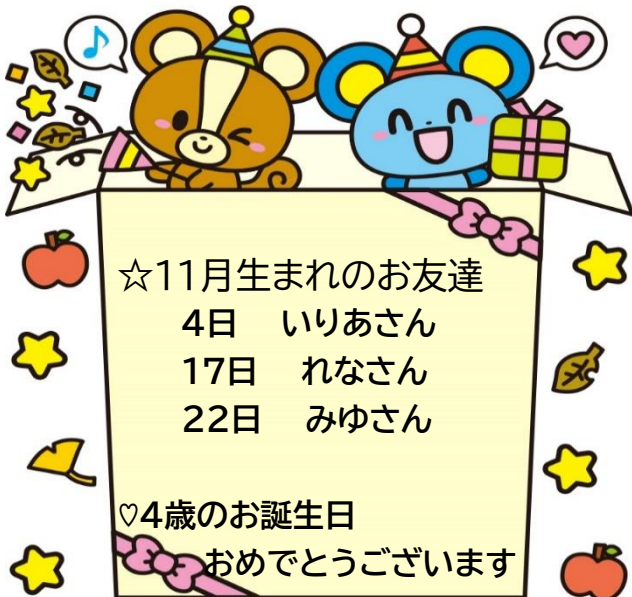 ☆11月生まれのお友達
4日　いりあさん
17日　れなさん
22日　みゆさん
♡4歳のお誕生日
おめでとうございます